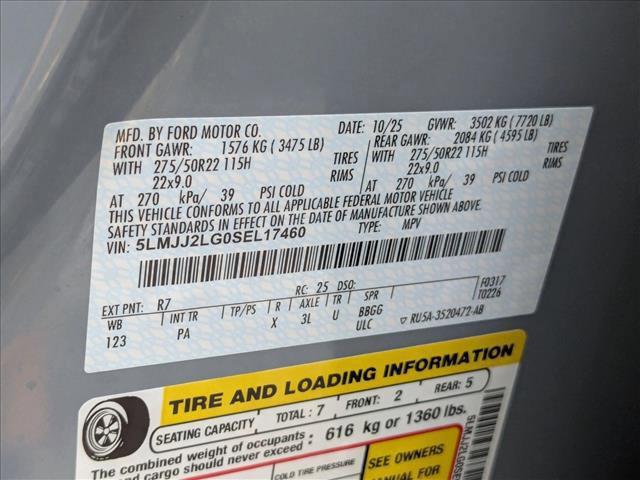 MFD. BY FORD MOTOR CO.
DATE: 10/25 GVWR: 3502 KG ( 7720 LB)
FRONT GAWR: 1576 KG ( 3475 LB)
REAR GAWR: 2084 KG ( 4595 LB)
WITH 275/50R22 115H TIRES
WITH 275/50R22 115H TIRES
22x9.0 RIMS
22x9.0 RIMS
AT 270 kPa/ 39 PSI COLD
AT 270 kPa/ 39 PSI COLD
THIS VEHICLE CONFORMS TO ALL APPLICABLE FEDERAL MOTOR VEHICLE
SAFETY STANDARDS IN EFFECT ON THE DATE OF MANUFACTURE SHOWN ABOVE.
VIN: 5LMJJ2LG0SEL17460 TYPE: MPV
EXT PNT: R7 RC: 25 DSO: F0317
T0226
WB INT TR TP/PS R AXLE TR SPR
123 PA X 3L U BBGG
ULC
▽ RU5A-3520472-AB
TIRE AND LOADING INFORMATION
SEATING CAPACITY TOTAL: 7 FRONT: 2 REAR: 5
The combined weight of occupants
and cargo should never exceed: 616 kg or 1360 lbs.
COLD TIRE PRESSURE
SEE OWNERS
MANUAL FOR